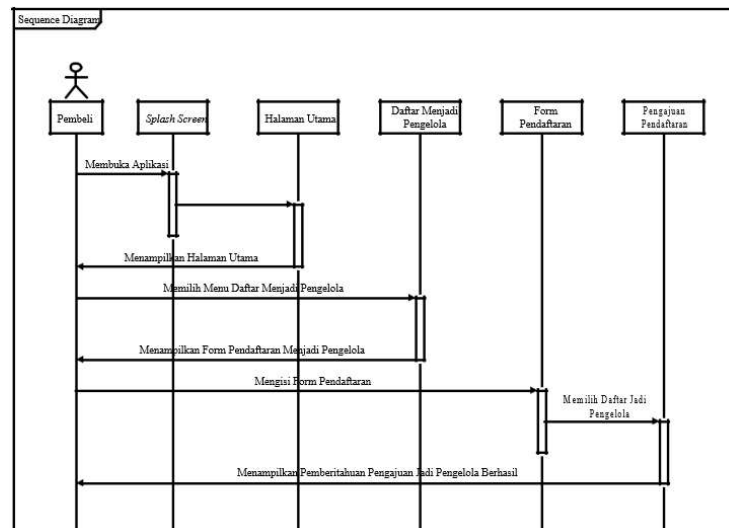 Sequence Diagram
Pembeli
Splash Screen
Halaman Utama
Daftar Menjadi
Pengelola
Form
Pendaftaran
Pengajuan
Pendaftaran
Membuka Aplikasi
Menampilkan Halaman Utama
Memilih Menu Daftar Menjadi Pengelola
Menampilkan Form Pendaftaran Menjadi Pengelola
Mengisi Form Pendaftaran
Memilih Daftar Jadi
Pengelola
Menampilkan Pemberitahuan Pengajuan Jadi Pengelola Berhasil